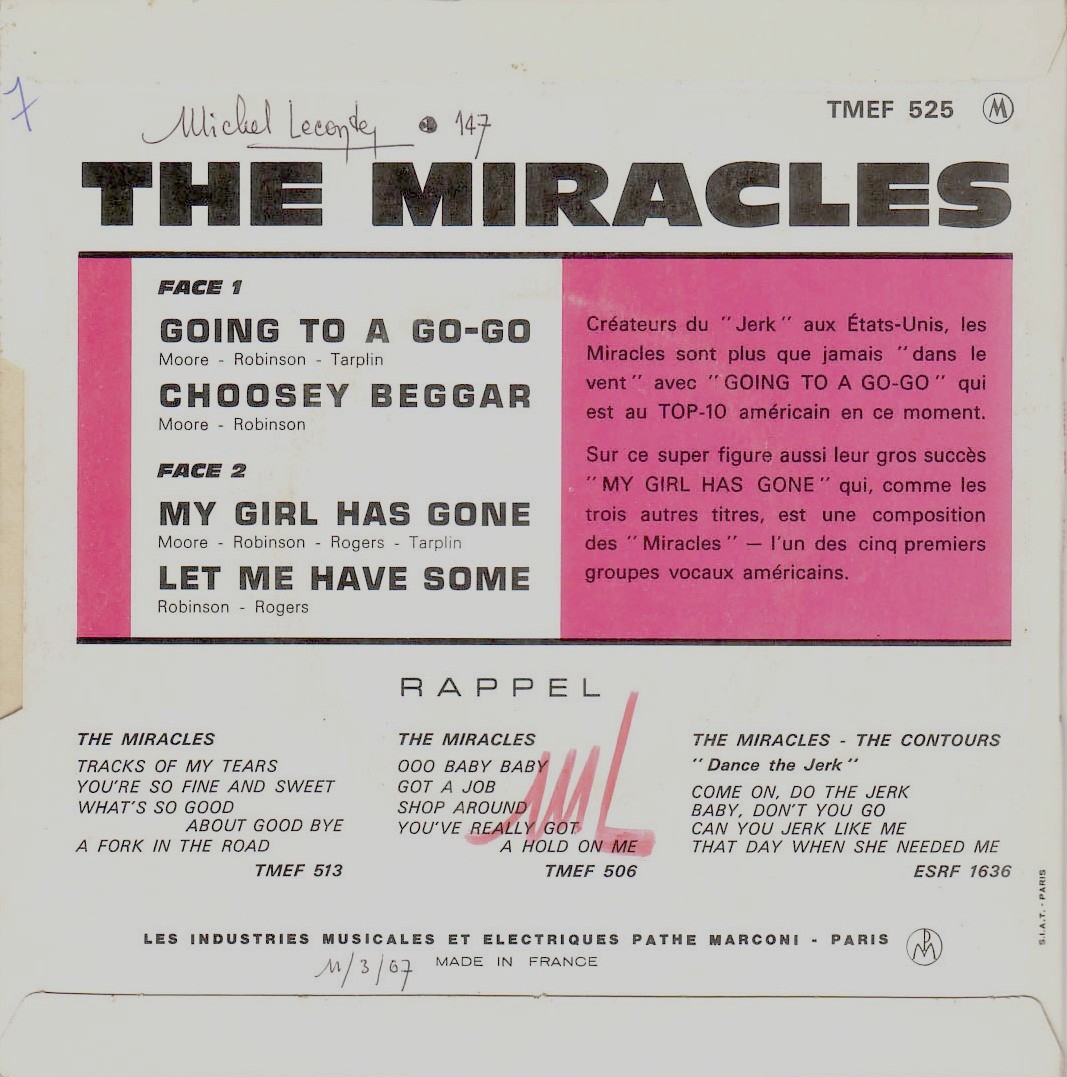 TMEF 525 M
7
Michel Leconte 147
THE MIRACLES
FACE 1
GOING TO A GO-GO
Moore - Robinson - Tarplin
CHOOSEY BEGGAR
Moore - Robinson
FACE 2
MY GIRL HAS GONE
Moore - Robinson - Rogers - Tarplin
LET ME HAVE SOME
Robinson - Rogers
Créateurs du "Jerk" aux États-Unis, les
Miracles sont plus que jamais "dans le
vent" avec "GOING TO A GO-GO" qui
est au TOP-10 américain en ce moment.
Sur ce super figure aussi leur gros succès
"MY GIRL HAS GONE" qui, comme les
trois autres titres, est une composition
des "Miracles" — l'un des cinq premiers
groupes vocaux américains.
RAPPEL
THE MIRACLES
TRACKS OF MY TEARS
YOU'RE SO FINE AND SWEET
WHAT'S SO GOOD
ABOUT GOOD BYE
A FORK IN THE ROAD
TMEF 513
THE MIRACLES
OOO BABY BABY
GOT A JOB
SHOP AROUND
YOU'VE REALLY GOT
A HOLD ON ME
TMEF 506
ML
THE MIRACLES - THE CONTOURS
"Dance the Jerk"
COME ON, DO THE JERK
BABY, DON'T YOU GO
CAN YOU JERK LIKE ME
THAT DAY WHEN SHE NEEDED ME
ESRF 1636
S.I.A.T. - PARIS
LES INDUSTRIES MUSICALES ET ELECTRIQUES PATHE MARCONI - PARIS
MADE IN FRANCE
11/3/67